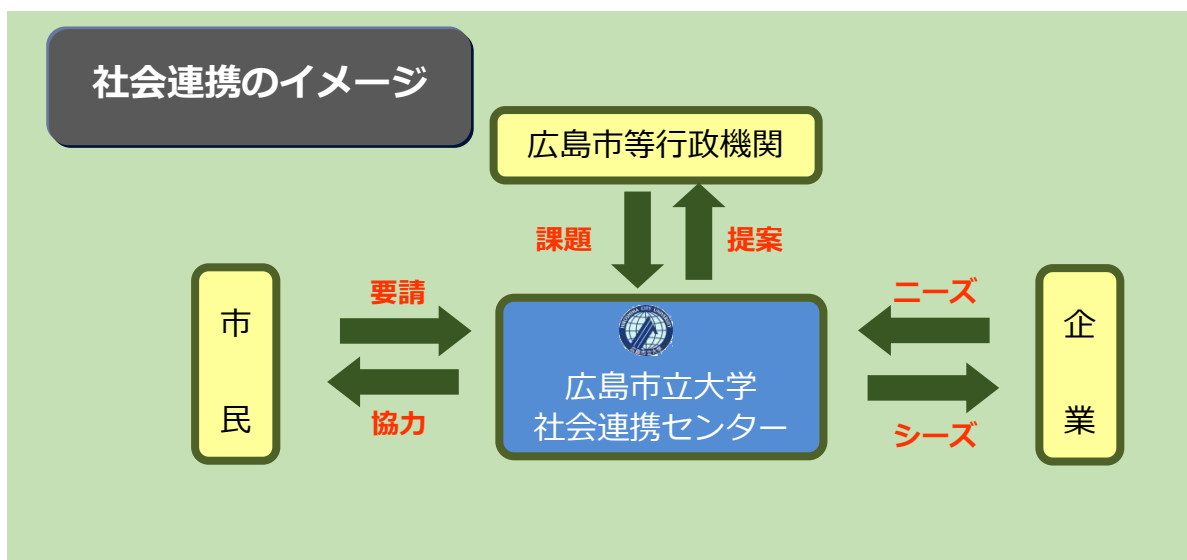 社会連携のイメージ
広島市等行政機関
課題
提案
要請
ニーズ
市
民
広島市立大学
社会連携センター
企
業
協力
シーズ